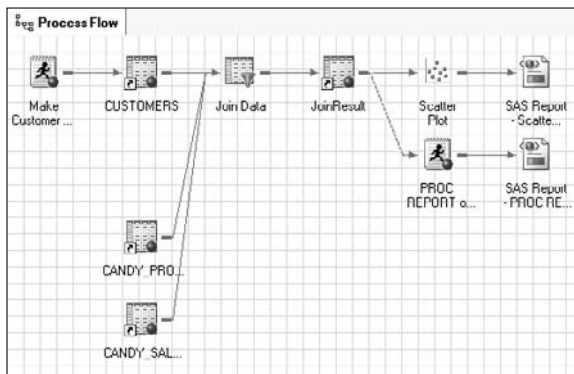 Process Flow
Make
Customer ...
CUSTOMERS
Join Data
JoinResult
Scatter
Plot
SAS Report
- Scatte...
PROC
REPORT o...
SAS Report
- PROC RE...
CANDY_PRO...
CANDY_SAL...